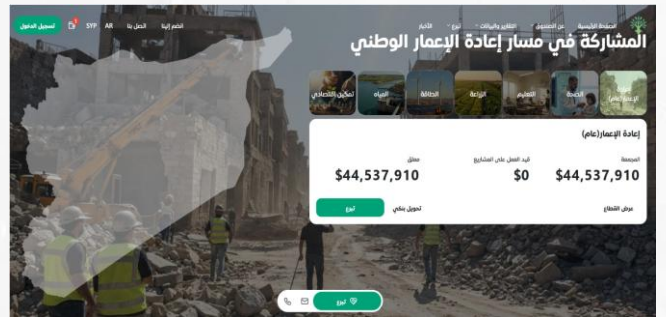 الصفحة الرئيسية عن الصندوق التقارير والبيانات تبرع الأخبار انضم إلينا اتصل بنا AR SYP تسجيل الدخول
المشاركة في مسار إعادة الإعمار الوطني
الصحة التعليم الزراعة الطاقة المياه تمكين اقتصادي
إعادة الإعمار(عام)
المجمعة قيد العمل على المشاريع معلق
$44,537,910 $0 $44,537,910
عرض القطاع تحويل بنكي تبرع
تبرع